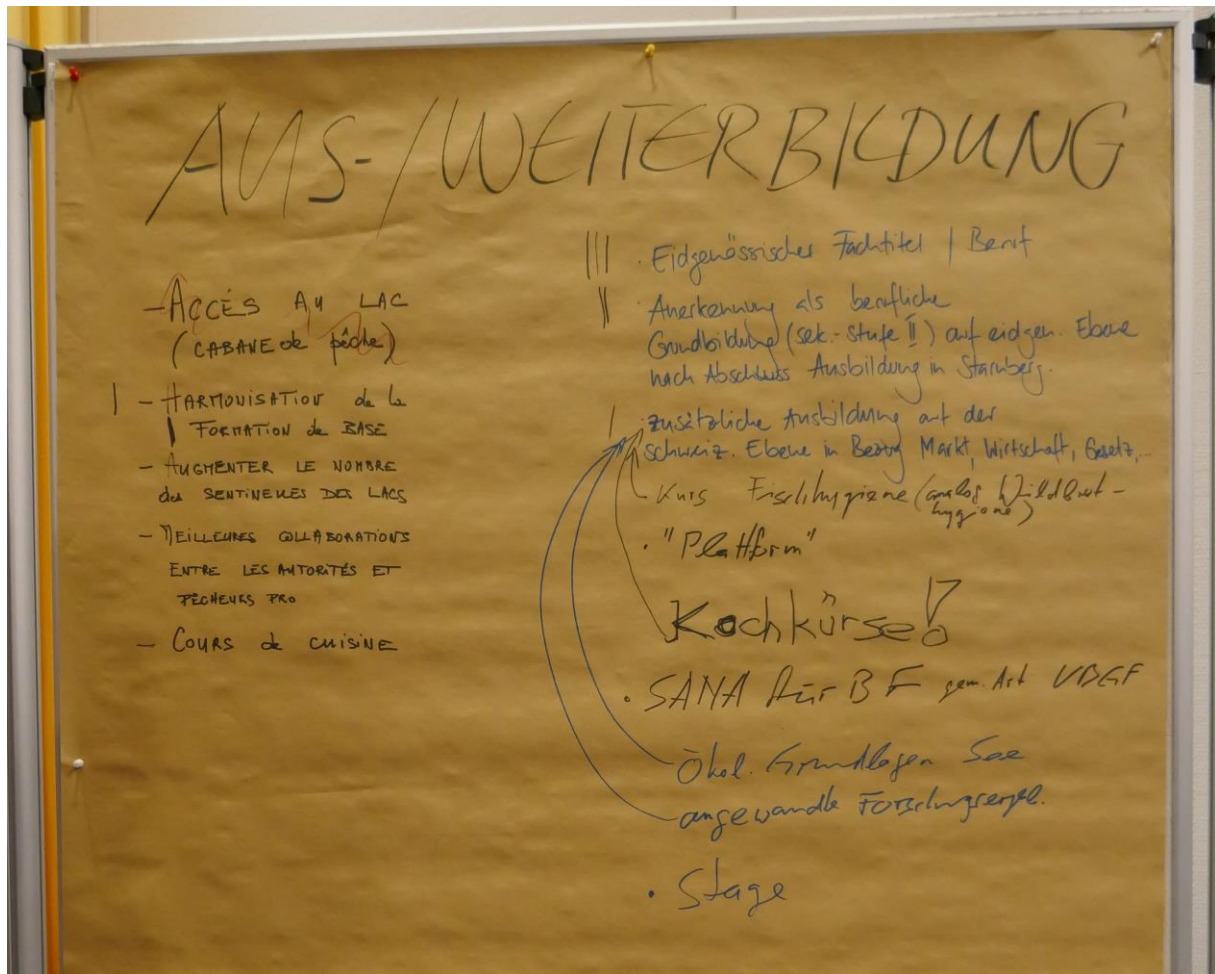 AUS-/WEITERBILDUNG
- ACCÈS AU LAC
(CABANE de pêche)
| - HARMONISATION de la
| FORMATION de BASE
- AUGMENTER LE NOMBRE
des SENTINELLES DES LACS
- MEILLEURES COLLABORATIONS
ENTRE LES AUTORITÉS ET
PÊCHEURS PRO
- COURS de CUISINE
||| · Eidgenössischer Fachtitel / Beruf
|| · Anerkennung als berufliche
Grundbildung (sek.-Stufe II) auf eidgen. Ebene
nach Abschluss Ausbildung in Starnberg.
| · zusätzliche Ausbildung auf der
schweiz. Ebene in Bezug Markt, Wirtschaft, Gesetz,...
- Kurs Fischhygiene (analog Wildbret-
hygiene)
· "Plattform"
Kochkürse!
· SANA für BF gem. Art VBGF
Ökol. Grundlagen See
angewandte Forschungsergeb.
· Stage